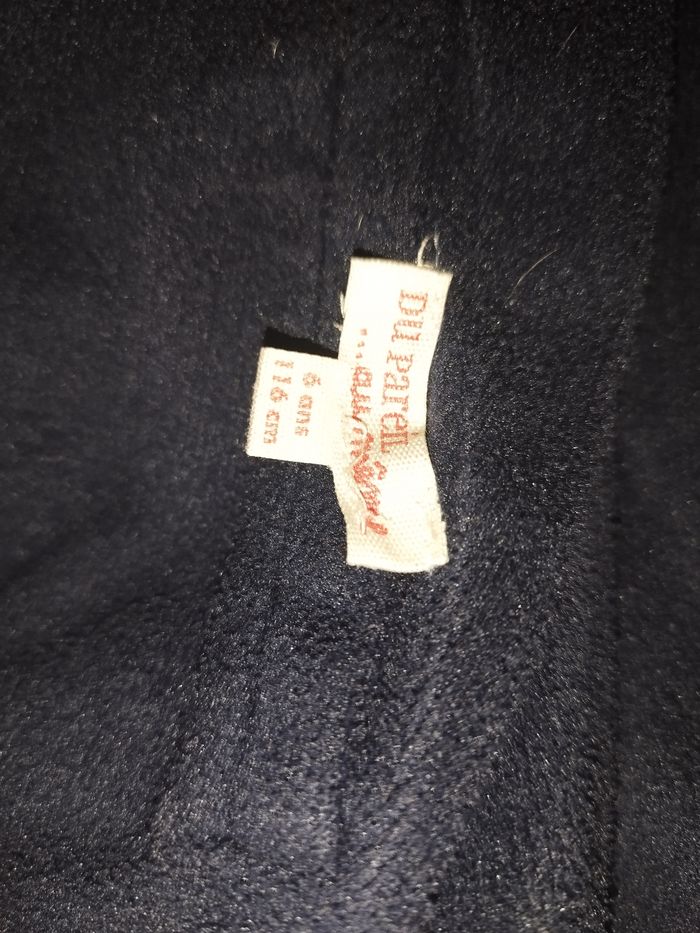 DU PAREIL
...au même
6 ans
116 cm